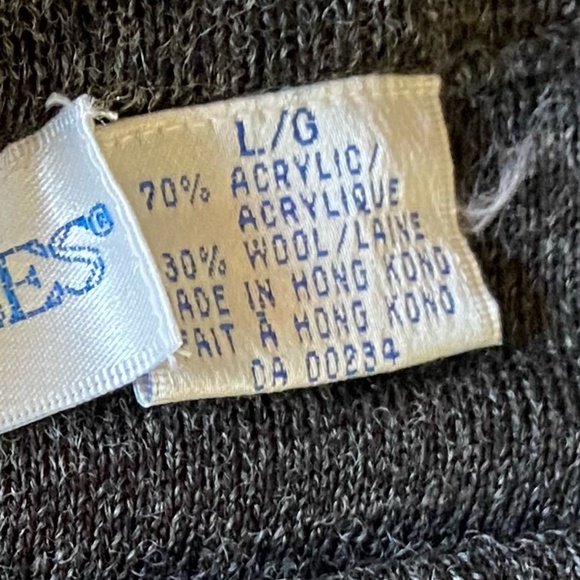 ES®
L/G
70% ACRYLIC/
ACRYLIQUE
30% WOOL/LAINE
ADE IN HONG KONG
FAIT À HONG KONG
CA 00234